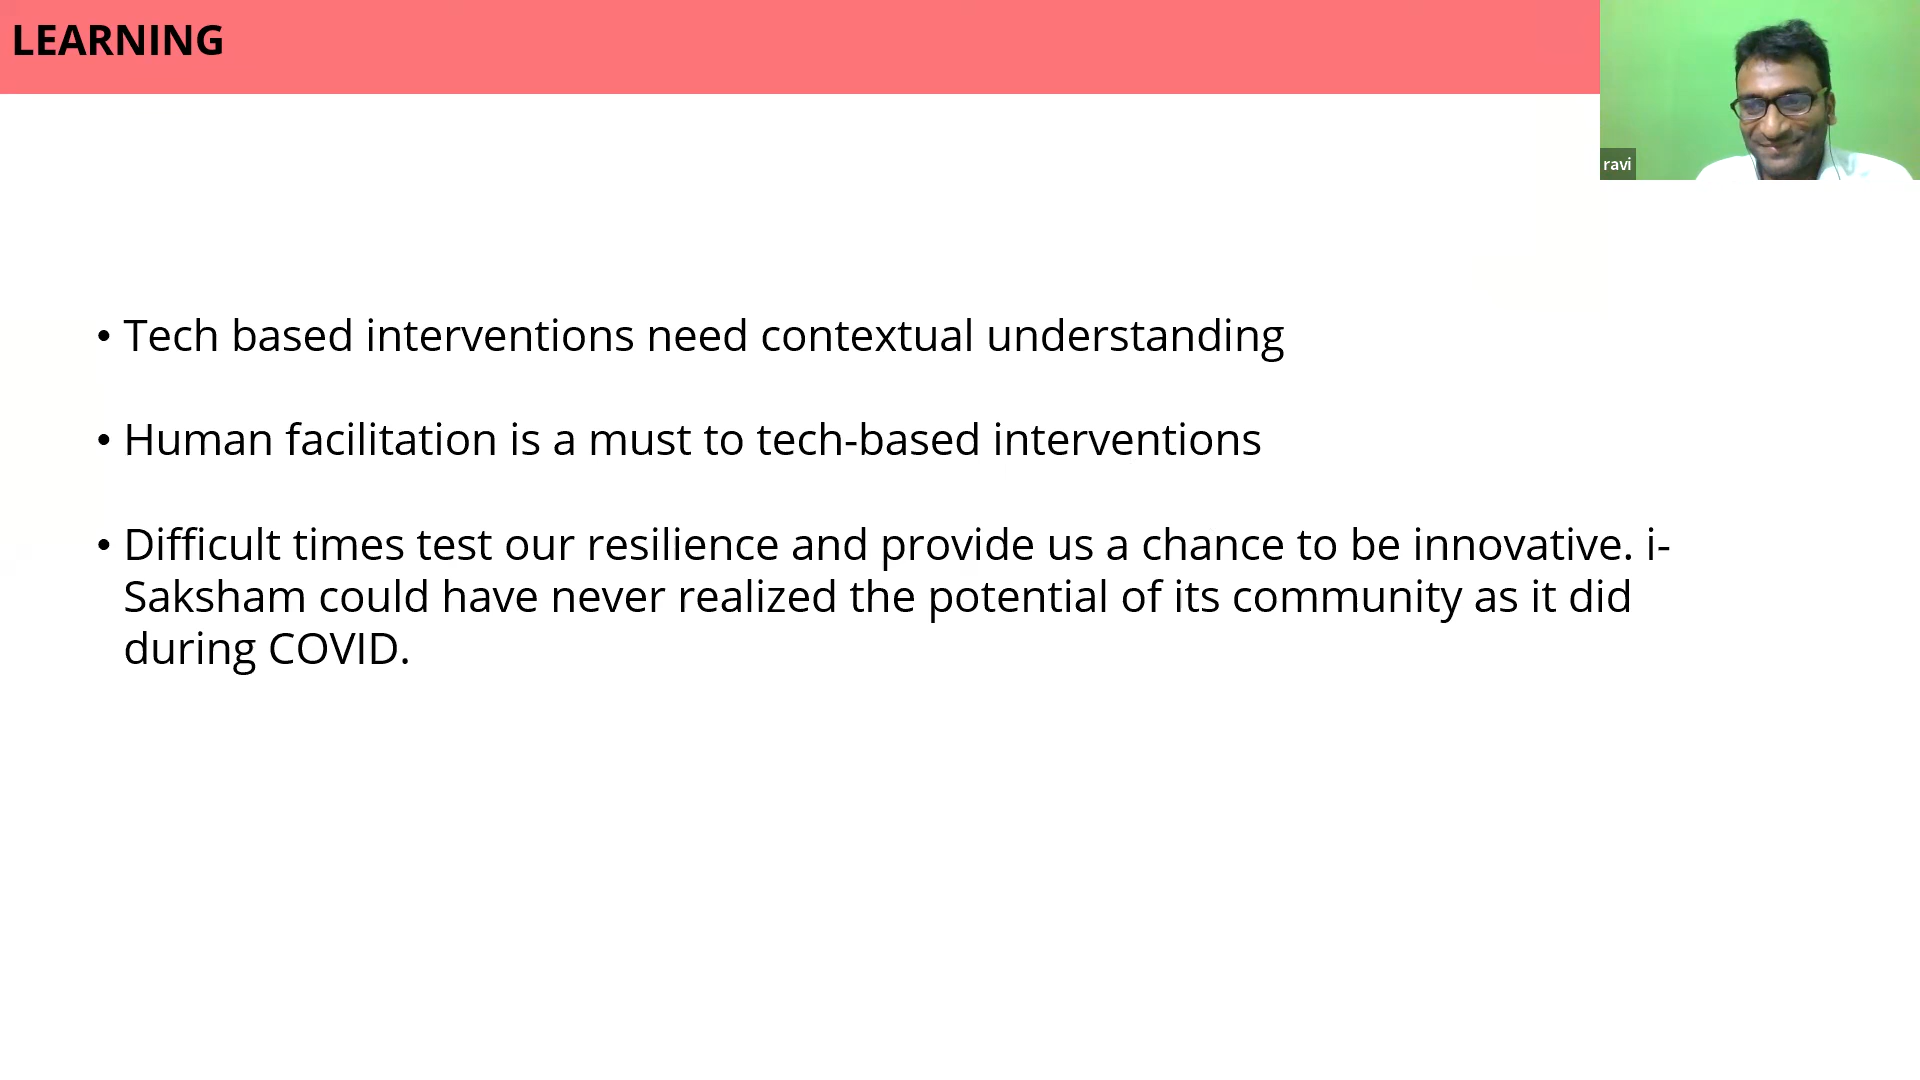 LEARNING
ravi
• Tech based interventions need contextual understanding
• Human facilitation is a must to tech-based interventions
• Difficult times test our resilience and provide us a chance to be innovative. i-
Saksham could have never realized the potential of its community as it did
during COVID.